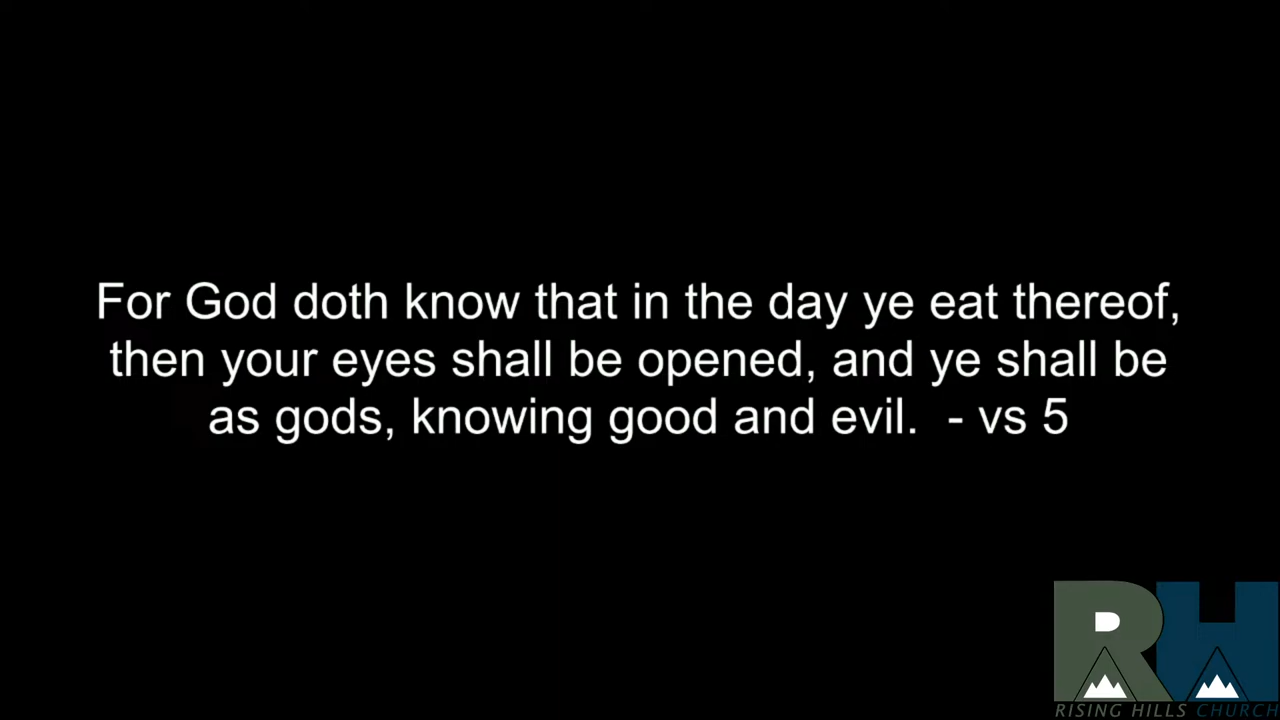 For God doth know that in the day ye eat thereof,
then your eyes shall be opened, and ye shall be
as gods, knowing good and evil.  - vs 5
RH
RISING HILLS CHURCH